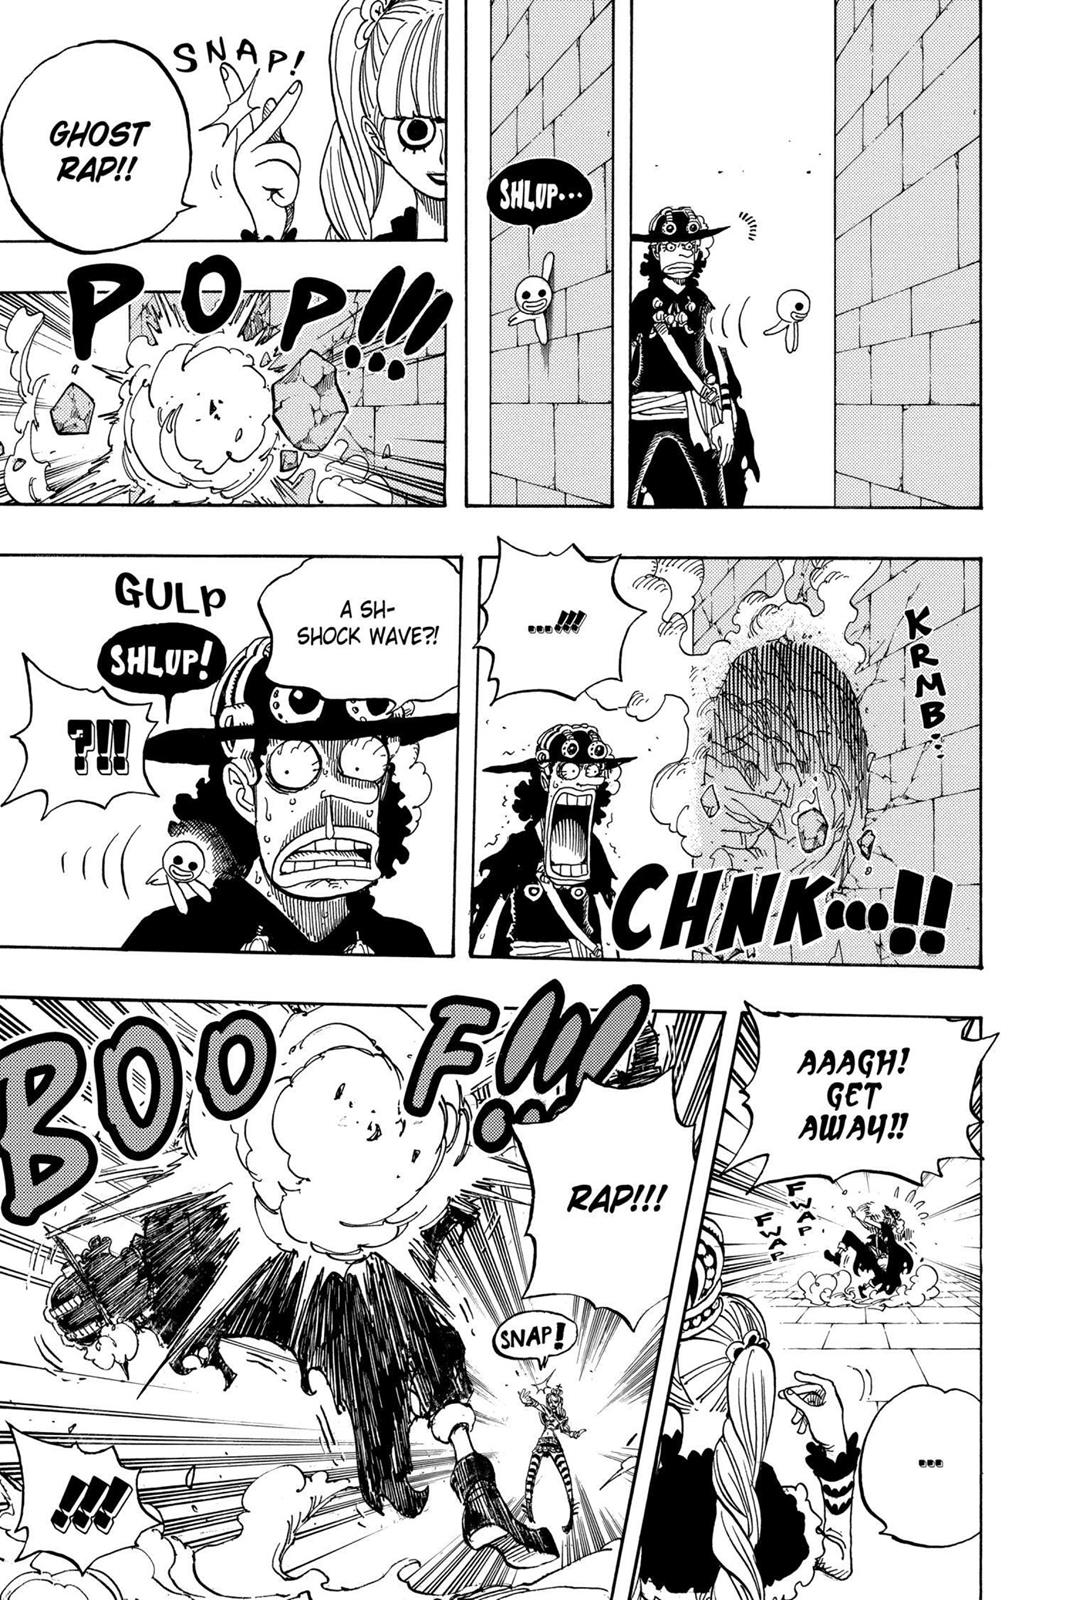 SHLUP...
SNAP!
GHOST
RAP!!
POP!!!
...!!!
KRMB...
CHNK...!!
A SH-
SHOCK WAVE?!
GULP
SHLUP!
?!!
AAAGH!
GET
AWAY!!
FWAP
FWAP
...
RAP!!!
SNAP!
BOOF!!!
!!!